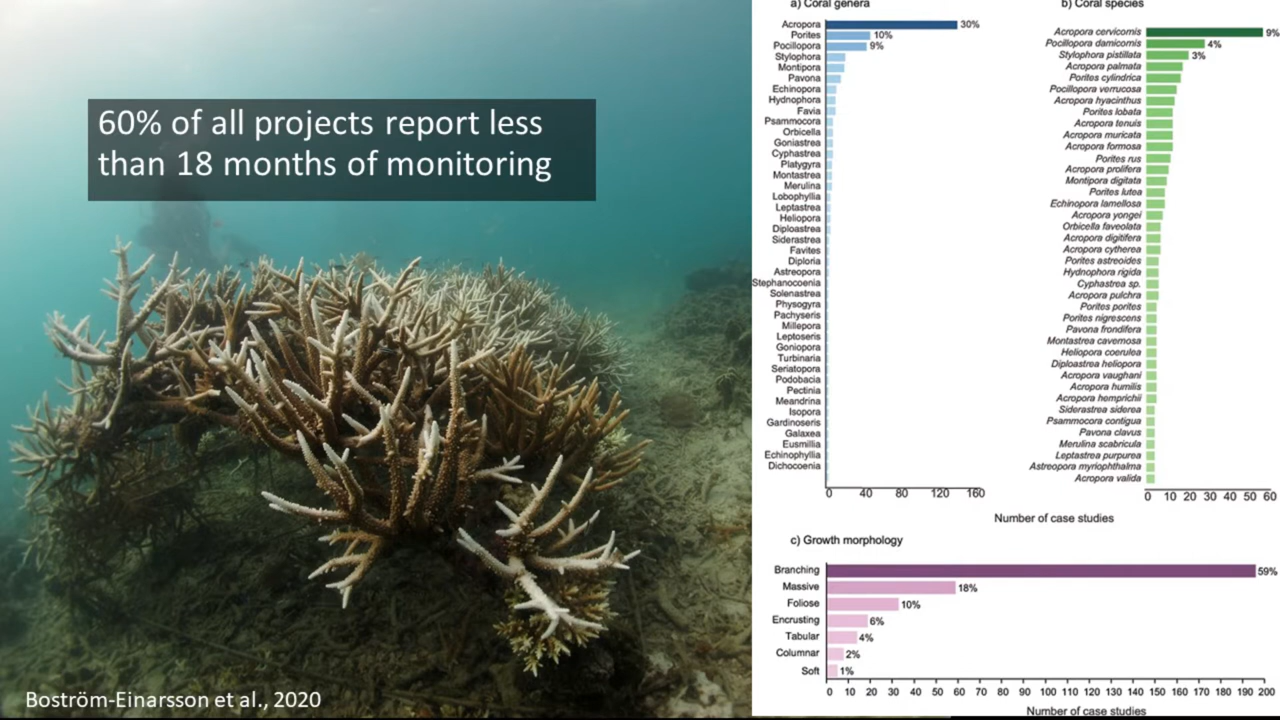 60% of all projects report less
than 18 months of monitoring
Boström-Einarsson et al., 2020
a) Coral genera
Acropora 30%
Porites 10%
Pocillopora 9%
Stylophora
Montipora
Pavona
Echinopora
Hydnophora
Favia
Psammocora
Orbicella
Goniastrea
Cyphastrea
Platygyra
Montastrea
Merulina
Lobophyllia
Leptastrea
Heliopora
Diploastrea
Siderastrea
Favites
Diploria
Astreopora
Stephanocoenia
Solenastrea
Physogyra
Pachyseris
Millepora
Leptoseris
Goniopora
Turbinaria
Seriatopora
Podobacia
Pectinia
Meandrina
Isopora
Gardinoseris
Galaxea
Eusmillia
Echinophyllia
Dichocoenia
0 40 80 120 160
b) Coral species
Acropora cervicornis 9%
Pocillopora damicornis 4%
Stylophora pistillata 3%
Acropora palmata
Porites cylindrica
Pocillopora verrucosa
Acropora hyacinthus
Porites lobata
Acropora tenuis
Acropora muricata
Acropora formosa
Porites rus
Acropora prolifera
Montipora digitata
Porites lutea
Echinopora lamellosa
Acropora yongei
Orbicella faveolata
Acropora digitifera
Acropora cytherea
Porites astreoides
Hydnophora rigida
Cyphastrea sp.
Acropora pulchra
Porites porites
Porites nigrescens
Pavona frondifera
Montastrea cavernosa
Heliopora coerulea
Diploastrea heliopora
Acropora vaughani
Acropora humilis
Acropora hemprichii
Siderastrea siderea
Psammocora contigua
Pavona clavus
Merulina scabricula
Leptastrea purpurea
Astreopora myriophthalma
Acropora valida
0 10 20 30 40 50 60
Number of case studies
c) Growth morphology
Branching 59%
Massive 18%
Foliose 10%
Encrusting 6%
Tabular 4%
Columnar 2%
Soft 1%
0 10 20 30 40 50 60 70 80 90 100 110 120 130 140 150 160 170 180 190 200
Number of case studies